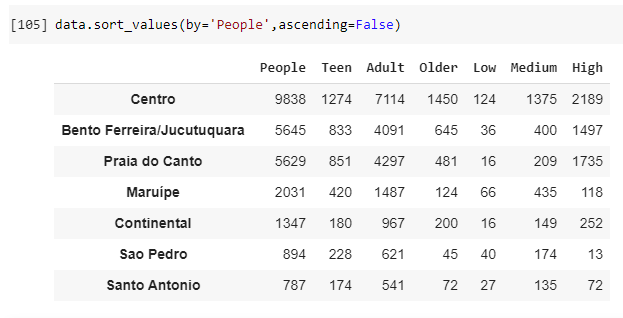 [105] data.sort_values(by='People',ascending=False)
People Teen Adult Older Low Medium High
Centro 9838 1274 7114 1450 124 1375 2189
Bento Ferreira/Jucutuquara 5645 833 4091 645 36 400 1497
Praia do Canto 5629 851 4297 481 16 209 1735
Maruípe 2031 420 1487 124 66 435 118
Continental 1347 180 967 200 16 149 252
Sao Pedro 894 228 621 45 40 174 13
Santo Antonio 787 174 541 72 27 135 72